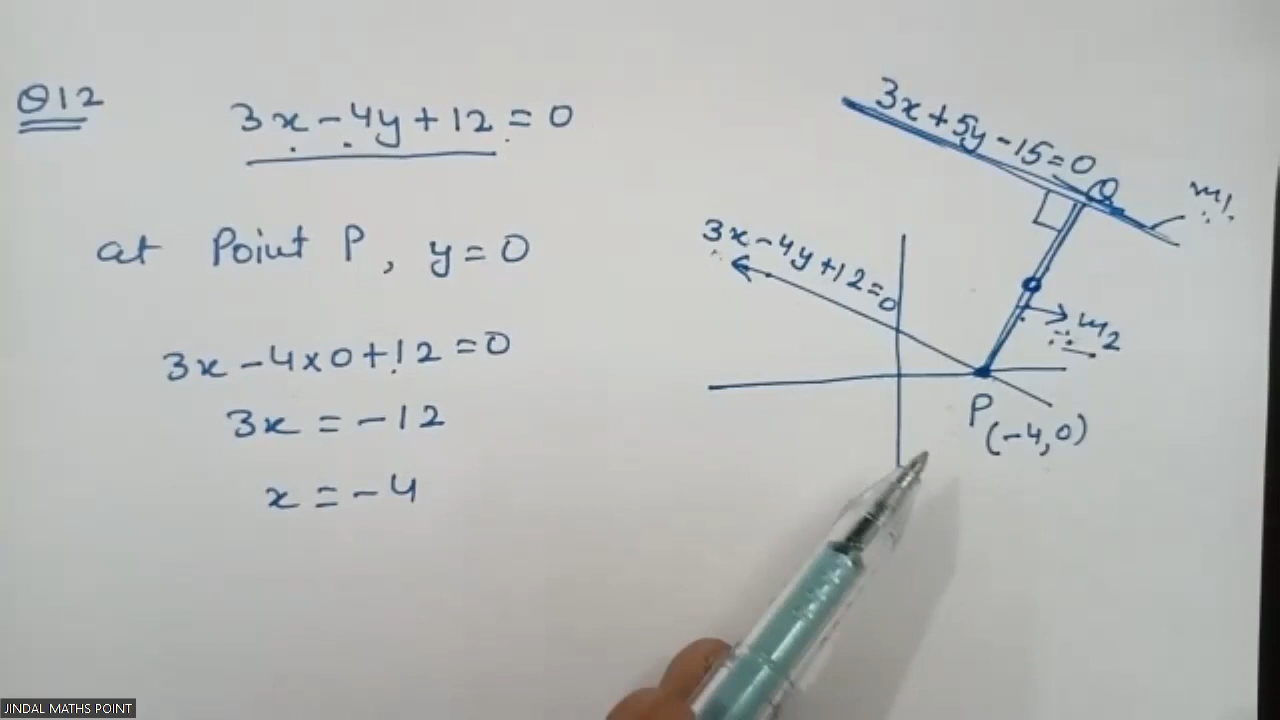 Q12
3x - 4y + 12 = 0
at Point P, y = 0
3x - 4x0 + 12 = 0
3x = -12
x = -4
3x + 5y - 15 = 0
Q
m1
3x - 4y + 12 = 0
m2
P
(-4, 0)
JINDAL MATHS POINT